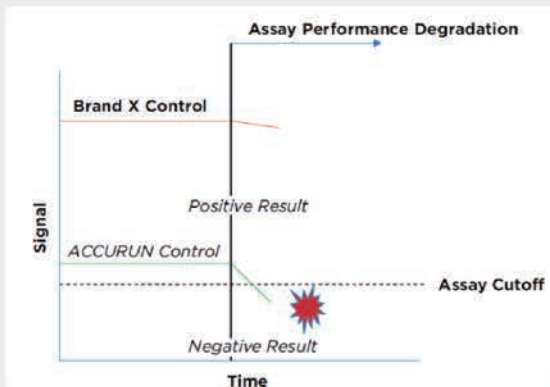 Assay Performance Degradation
Brand X Control
Positive Result
Signal
ACCURUN Control
Assay Cutoff
Negative Result
Time